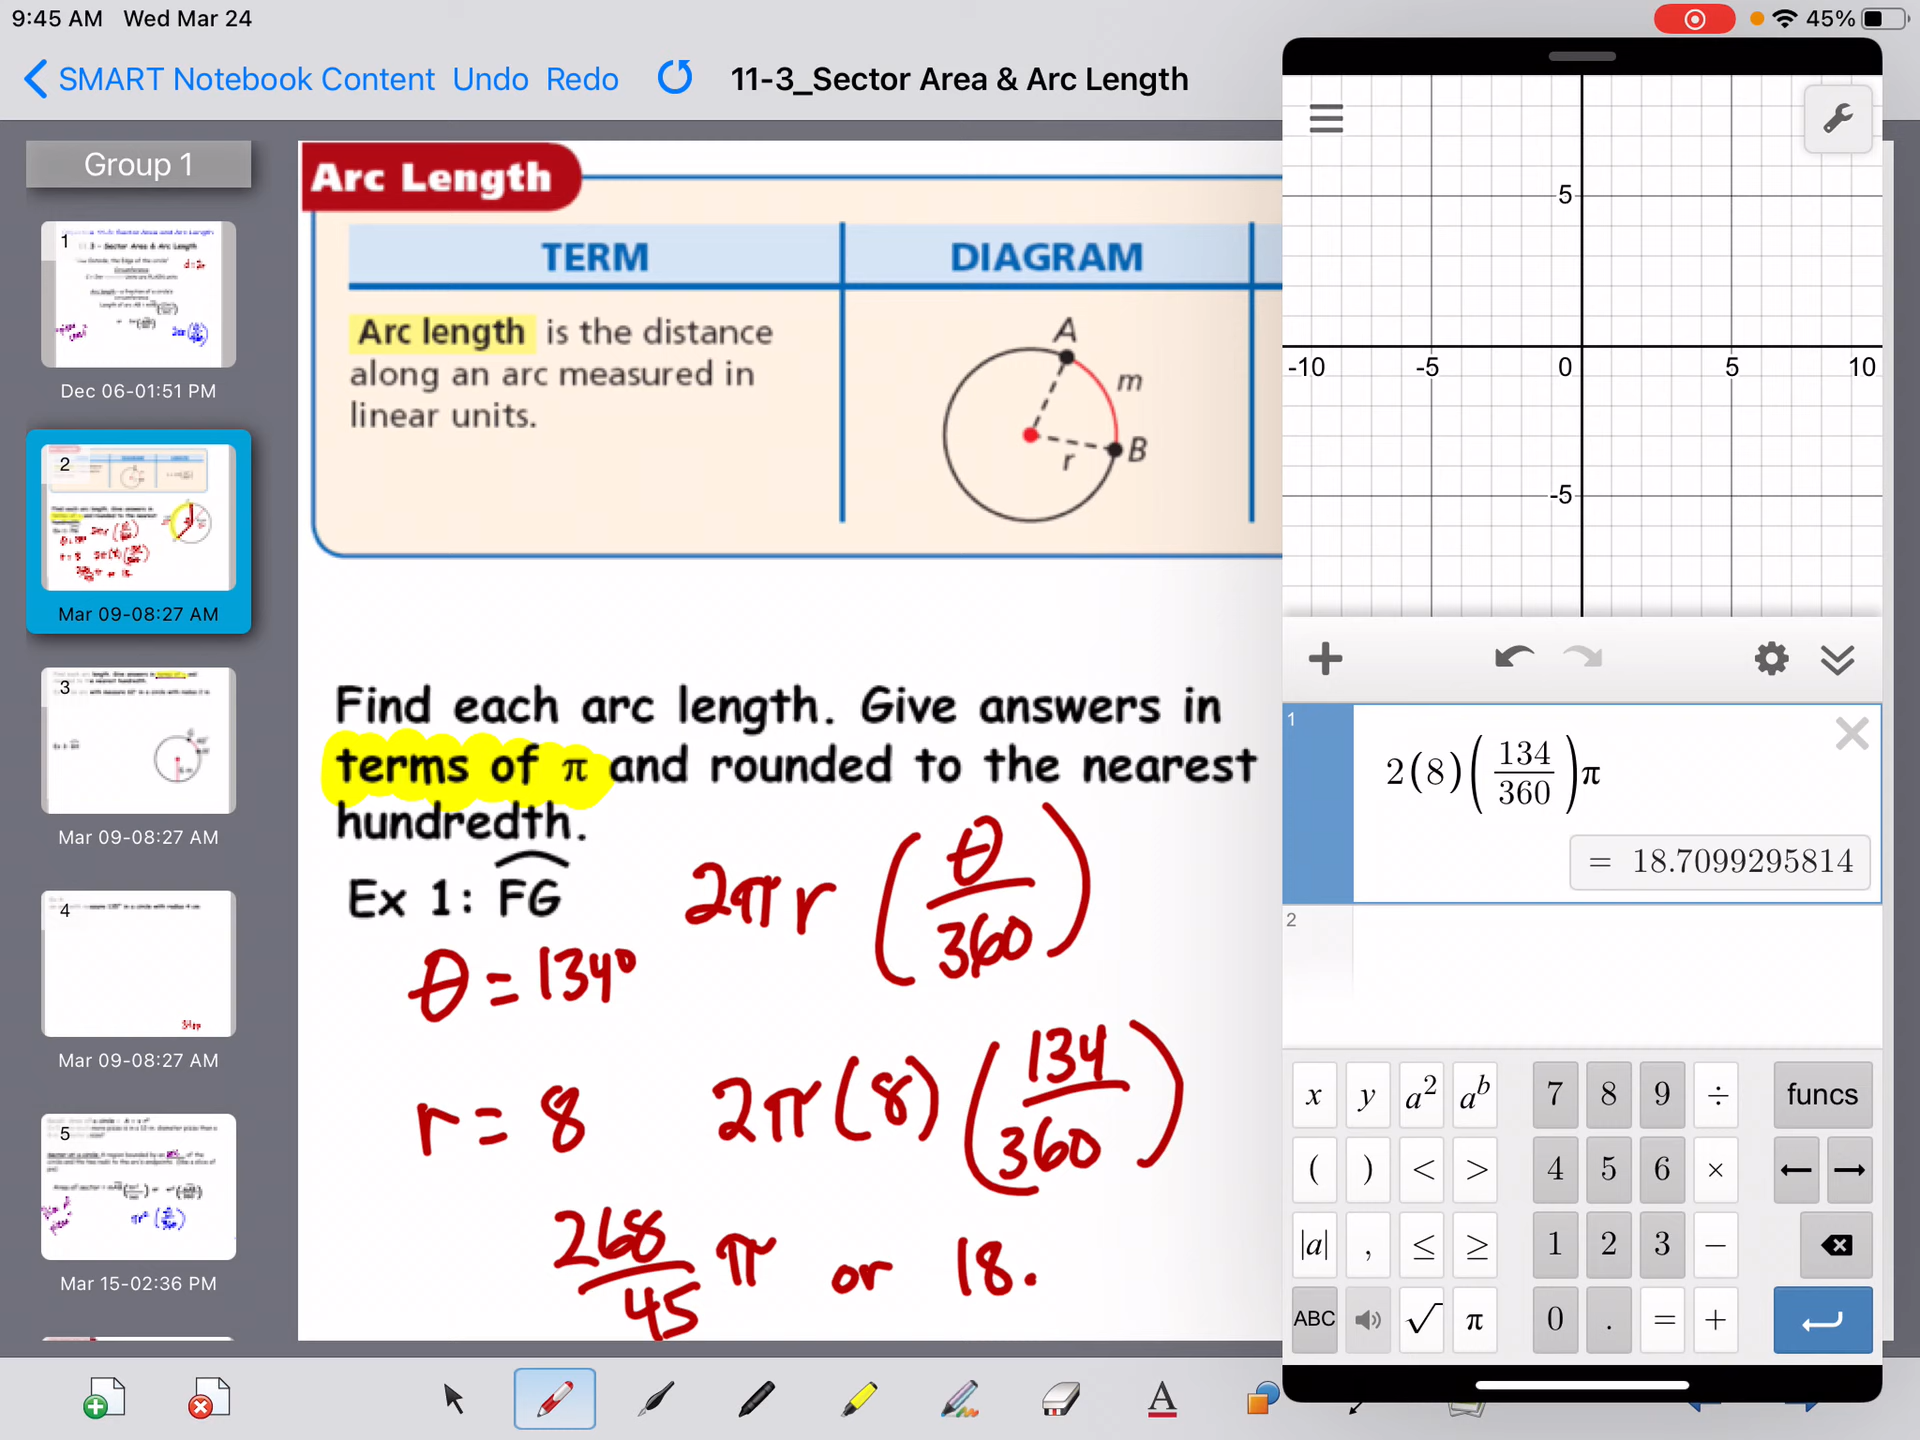 9:45 AM Wed Mar 24
45%
SMART Notebook Content Undo Redo
11-3_Sector Area & Arc Length
Group 1
1
Dec 06-01:51 PM
2
Mar 09-08:27 AM
3
Mar 09-08:27 AM
4
Stop
Mar 09-08:27 AM
5
Mar 15-02:36 PM
Arc Length
TERM
DIAGRAM
Arc length is the distance
along an arc measured in
linear units.
A
m
B
r
Find each arc length. Give answers in
terms of π and rounded to the nearest
hundredth.
Ex 1: FG
2πr (θ/360)
θ = 134°
r = 8
2π(8) (134/360)
268/45 π or 18.
5
-10 -5 0 5 10
-5
1
2(8)(134/360)π
= 18.7099295814
2
x y a² aᵇ 7 8 9 ÷ funcs
( ) < > 4 5 6 × ← →
|a| , ≤ ≥ 1 2 3 −
ABC √ π 0 . = +
A